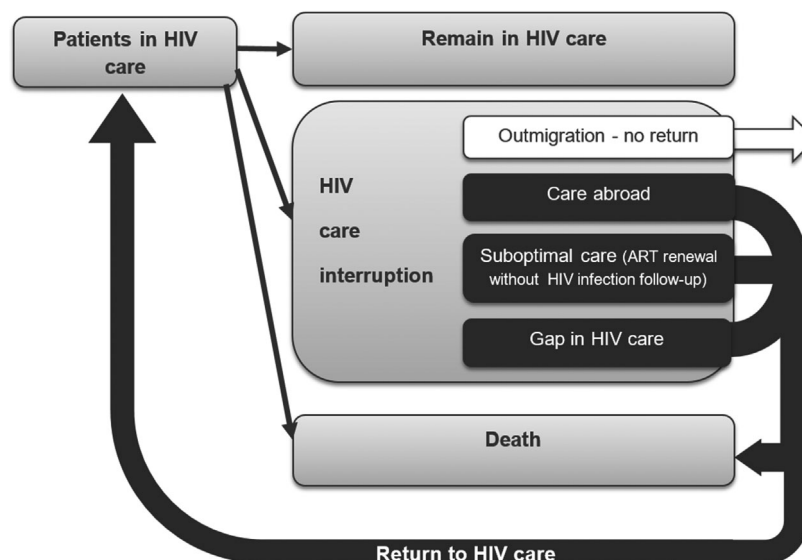 Patients in HIV
care
Remain in HIV care
Outmigration - no return
HIV
care
interruption
Care abroad
Suboptimal care (ART renewal
without HIV infection follow-up)
Gap in HIV care
Death
Return to HIV care